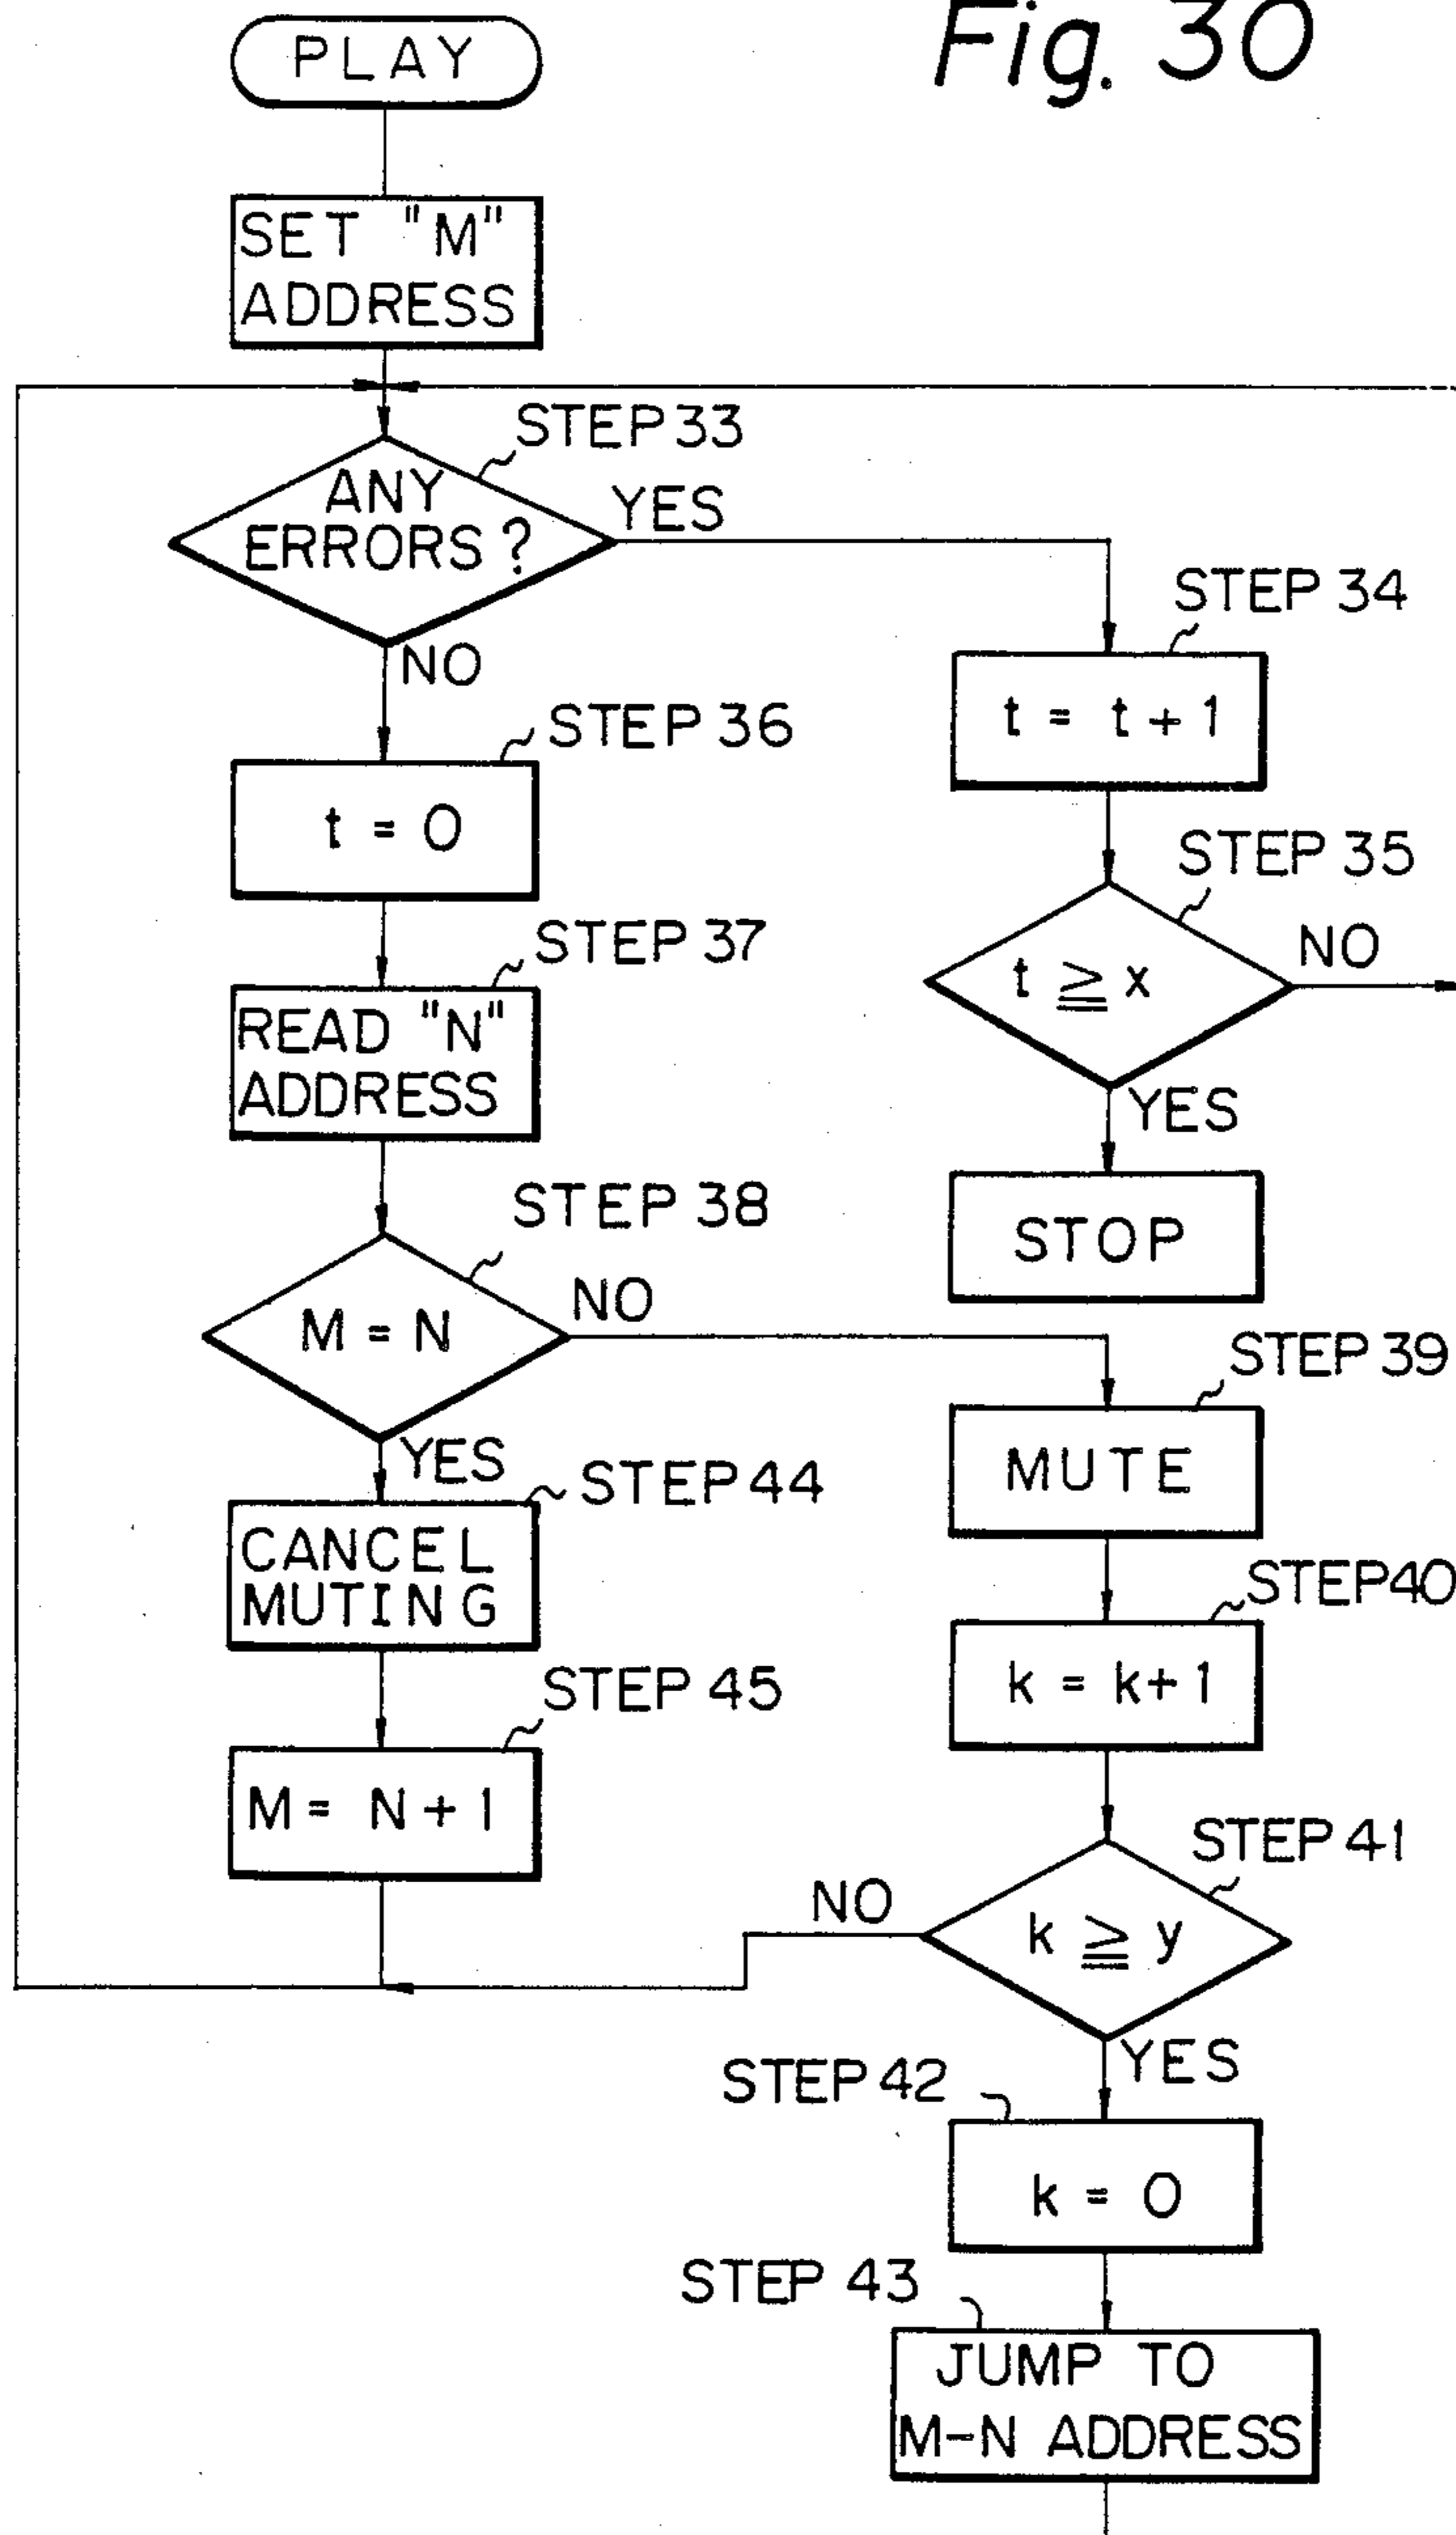 Fig. 30
PLAY
SET "M"
ADDRESS
STEP 33
ANY
ERRORS ?
YES
NO
STEP 34
t = t + 1
STEP 36
t = 0
STEP 35
t ≧ x
NO
YES
STOP
STEP 37
READ "N"
ADDRESS
STEP 38
M = N
NO
YES
STEP 39
MUTE
STEP 44
CANCEL
MUTING
STEP 40
k = k+1
STEP 45
M = N + 1
STEP 41
k ≧ y
NO
YES
STEP 42
k = 0
STEP 43
JUMP TO
M-N ADDRESS